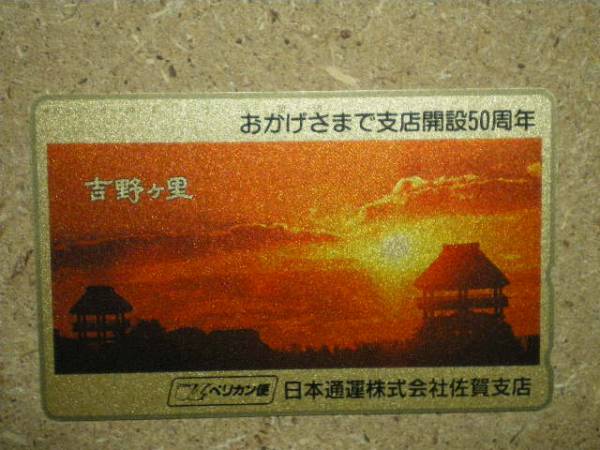 おかげさまで支店開設50周年
吉野ヶ里
ペリカン便 日本通運株式会社佐賀支店